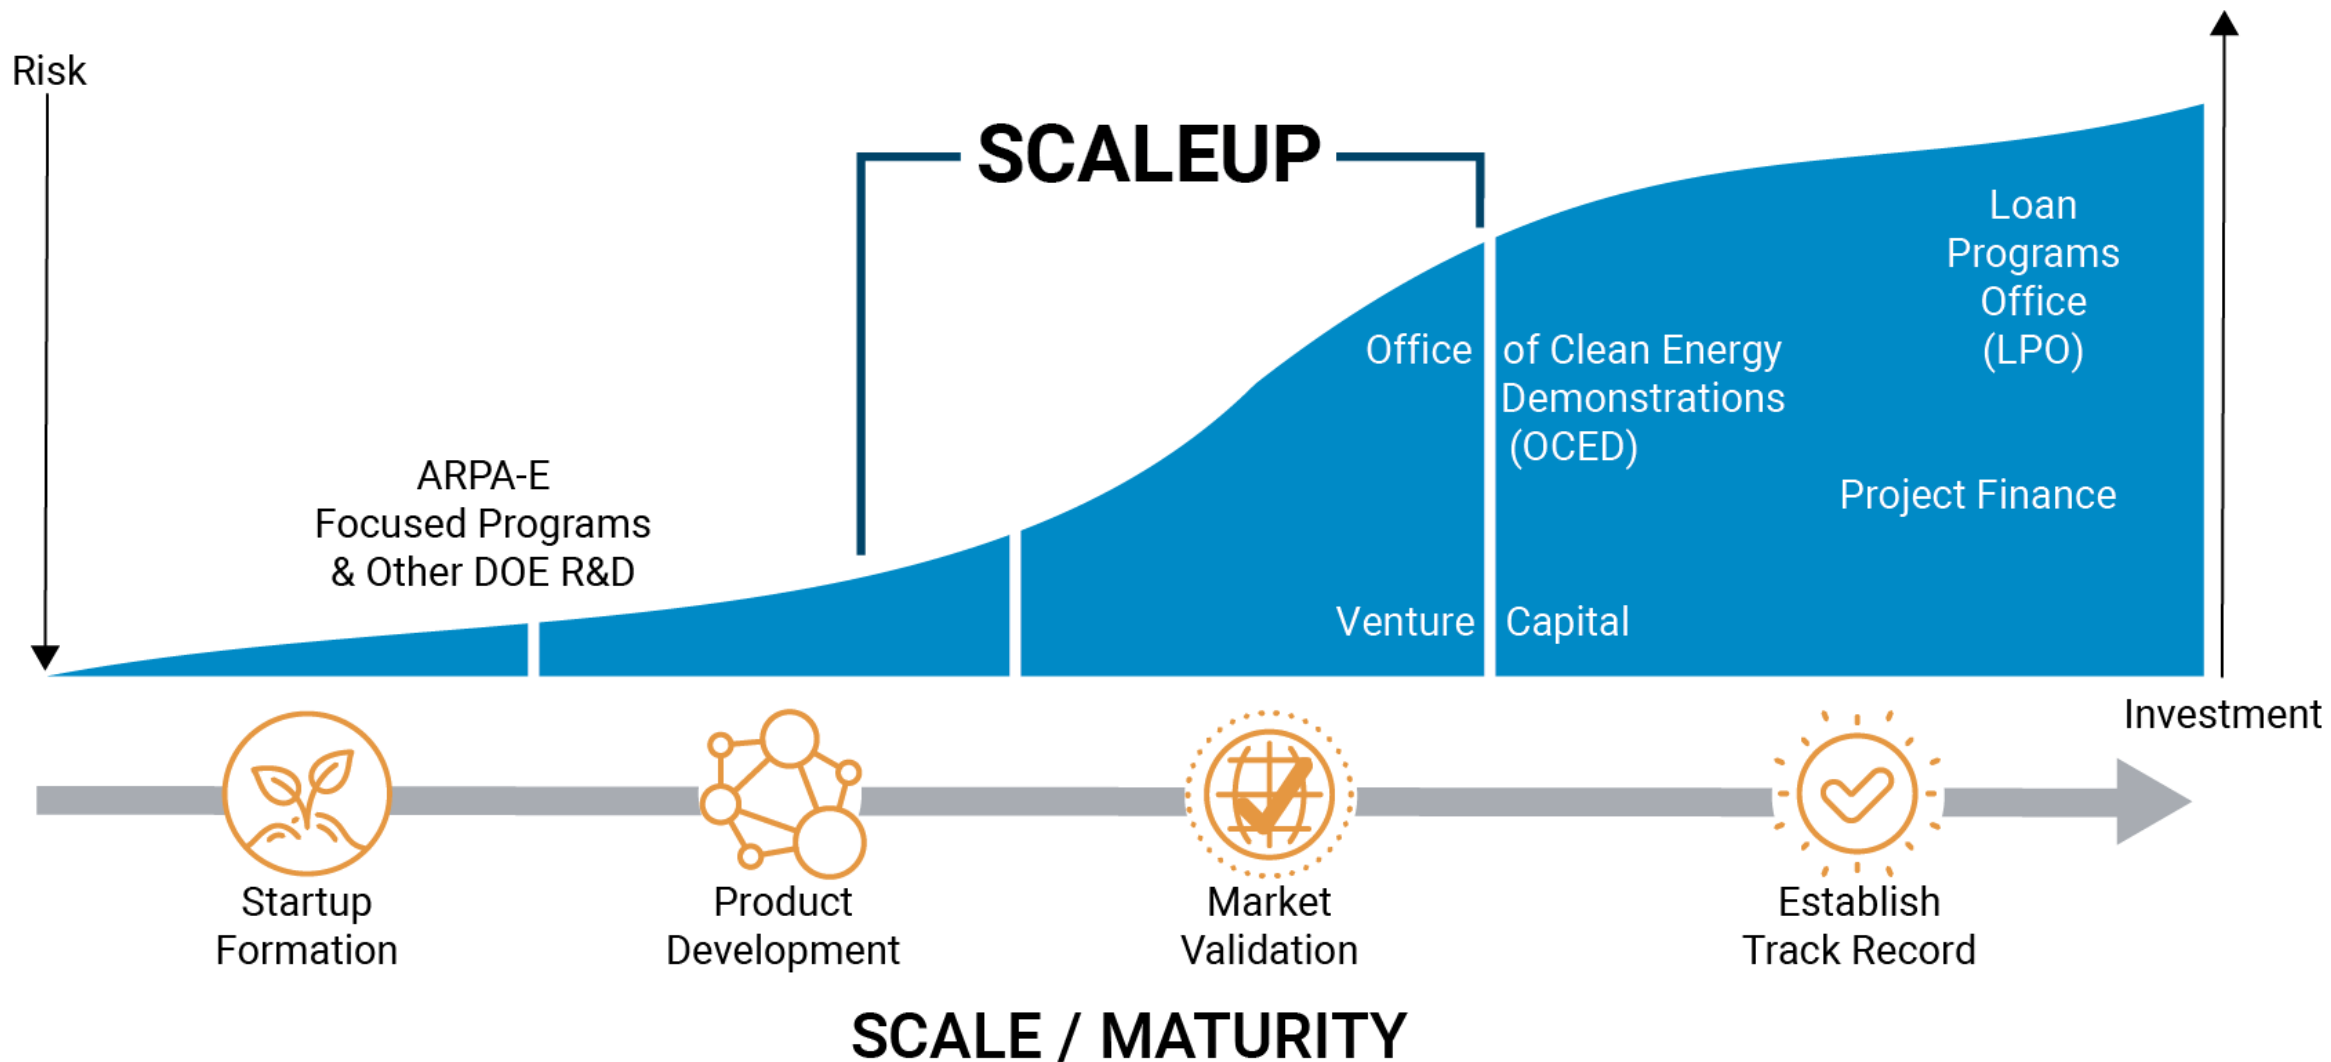 Risk
SCALEUP
Loan
Programs
Office
(LPO)
Office of Clean Energy
Demonstrations
(OCED)
ARPA-E
Focused Programs
& Other DOE R&D
Project Finance
Venture Capital
Investment
Startup
Formation
Product
Development
Market
Validation
Establish
Track Record
SCALE / MATURITY